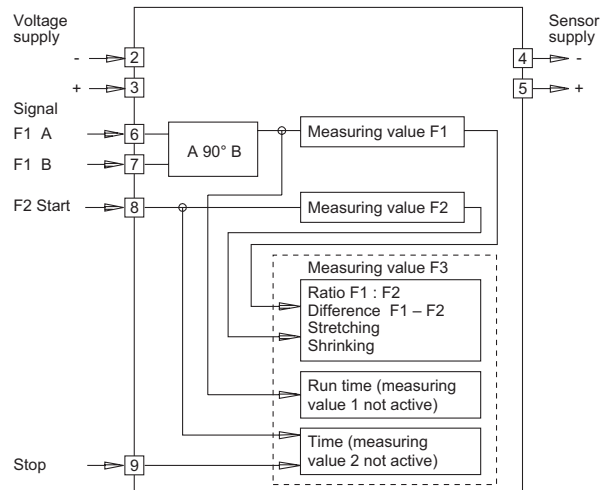 Voltage
supply
Sensor
supply
- 2
4 -
+ 3
5 +
Signal
F1 A 6
F1 B 7
A 90° B
Measuring value F1
F2 Start 8
Measuring value F2
Measuring value F3
Ratio F1 : F2
Difference F1 – F2
Stretching
Shrinking
Run time (measuring
value 1 not active)
Time (measuring
value 2 not active)
Stop 9